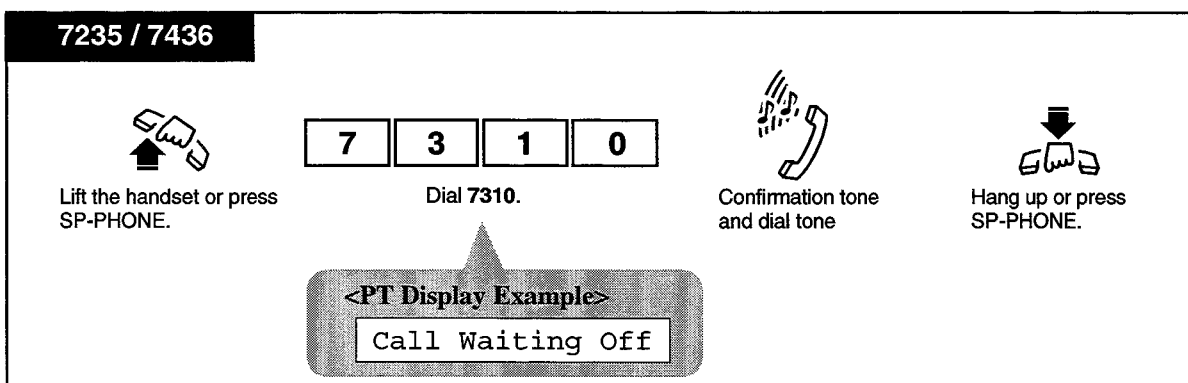 7235 / 7436
7 3 1 0
Lift the handset or press
SP-PHONE.
Dial 7310.
Confirmation tone
and dial tone
Hang up or press
SP-PHONE.
<PT Display Example>
Call Waiting Off